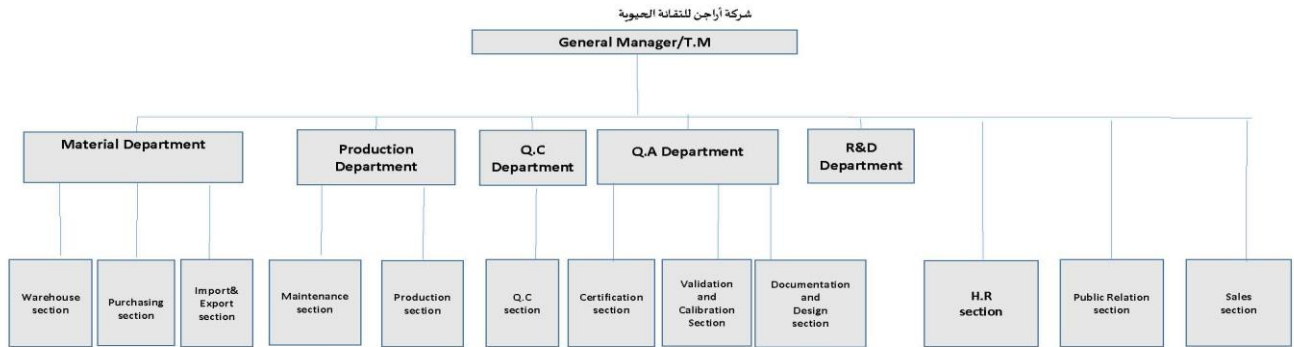 شركة أراجن للتقانة الحيوية
General Manager/T.M
Material Department
Production
Department
Q.C
Department
Q.A Department
R&D
Department
Warehouse
section
Purchasing
section
Import&
Export
section
Maintenance
section
Production
section
Q.C
section
Certification
section
Validation
and
Calibration
Section
Documentation
and
Design
section
H.R
section
Public Relation
section
Sales
section